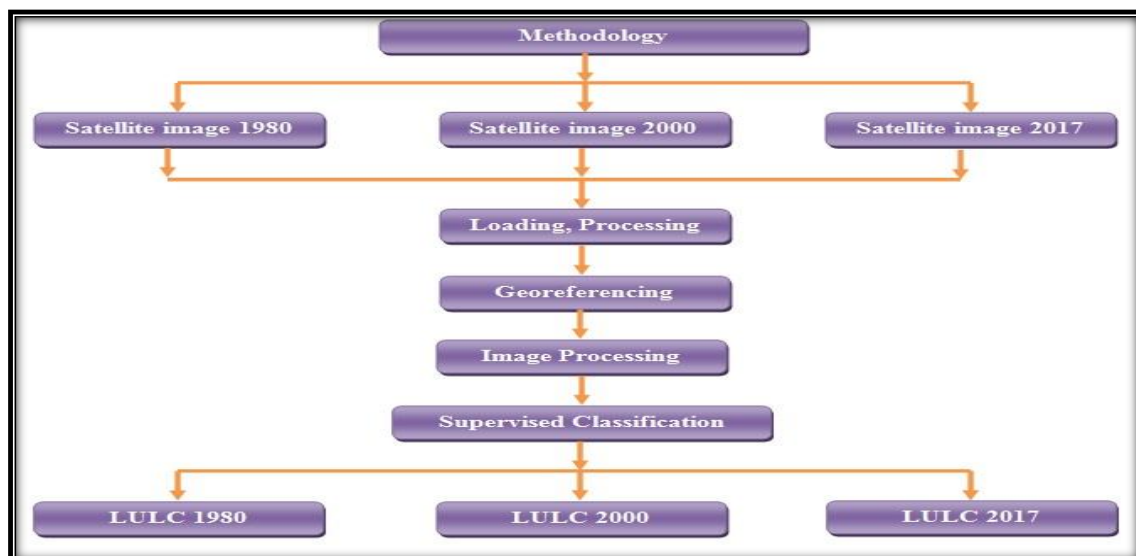 Methodology
Satellite image 1980
Satellite image 2000
Satellite image 2017
Loading, Processing
Georeferencing
Image Processing
Supervised Classification
LULC 1980
LULC 2000
LULC 2017